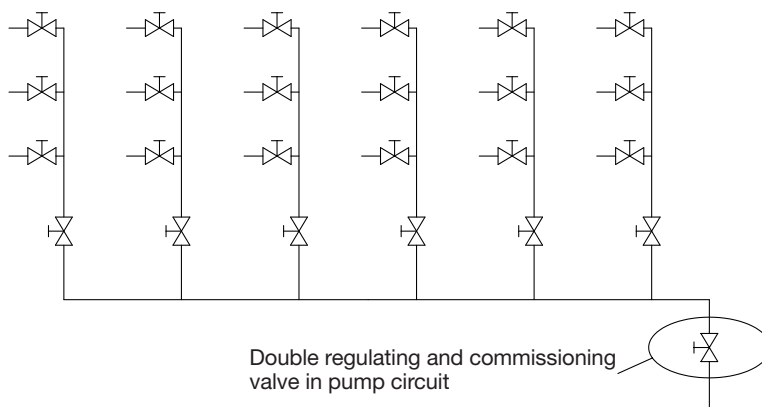 Double regulating and commissioning
valve in pump circuit